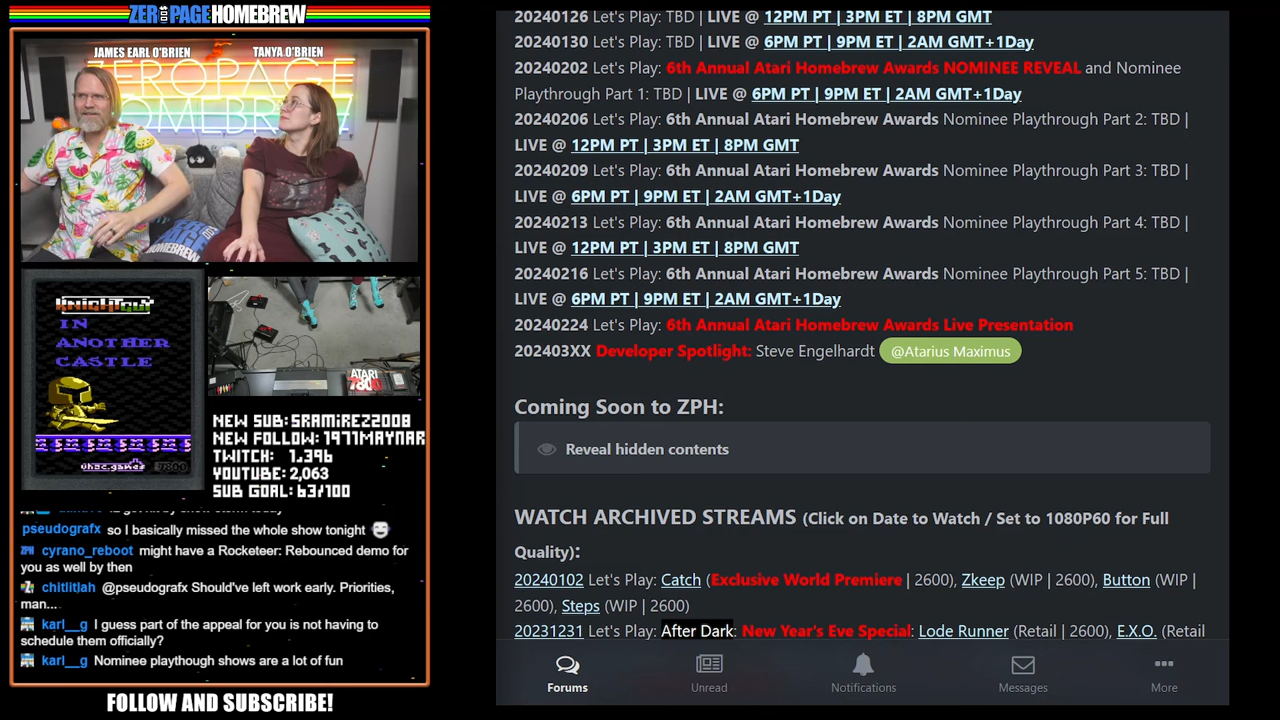 ZEROPAGE HOMEBREW
JAMES EARL O'BRIEN
TANYA O'BRIEN
ZEROPAGE
HOMEBREW
KNIGHTGUY
IN
ANOTHER
CASTLE
vhzc.games
7800
ATARI
7800
NEW SUB:SRAMIREZ2008
NEW FOLLOW:1971MAYNAR
TWITCH: 1,396
YOUTUBE: 2,063
SUB GOAL: 63/100
pseudografx so I basically missed the whole show tonight
cyrano_reboot might have a Rocketeer: Rebounced demo for
you as well by then
chitlitlah @pseudografx Should've left work early. Priorities,
man...
karl__g I guess part of the appeal for you is not having to
schedule them officially?
karl__g Nominee playthough shows are a lot of fun
FOLLOW AND SUBSCRIBE!
20240126 Let's Play: TBD | LIVE @ 12PM PT | 3PM ET | 8PM GMT
20240130 Let's Play: TBD | LIVE @ 6PM PT | 9PM ET | 2AM GMT+1Day
20240202 Let's Play: 6th Annual Atari Homebrew Awards NOMINEE REVEAL and Nominee
Playthrough Part 1: TBD | LIVE @ 6PM PT | 9PM ET | 2AM GMT+1Day
20240206 Let's Play: 6th Annual Atari Homebrew Awards Nominee Playthrough Part 2: TBD |
LIVE @ 12PM PT | 3PM ET | 8PM GMT
20240209 Let's Play: 6th Annual Atari Homebrew Awards Nominee Playthrough Part 3: TBD |
LIVE @ 6PM PT | 9PM ET | 2AM GMT+1Day
20240213 Let's Play: 6th Annual Atari Homebrew Awards Nominee Playthrough Part 4: TBD |
LIVE @ 12PM PT | 3PM ET | 8PM GMT
20240216 Let's Play: 6th Annual Atari Homebrew Awards Nominee Playthrough Part 5: TBD |
LIVE @ 6PM PT | 9PM ET | 2AM GMT+1Day
20240224 Let's Play: 6th Annual Atari Homebrew Awards Live Presentation
202403XX Developer Spotlight: Steve Engelhardt @Atarius Maximus
Coming Soon to ZPH:
Reveal hidden contents
WATCH ARCHIVED STREAMS (Click on Date to Watch / Set to 1080P60 for Full
Quality):
20240102 Let's Play: Catch (Exclusive World Premiere | 2600), Zkeep (WIP | 2600), Button (WIP |
2600), Steps (WIP | 2600)
20231231 Let's Play: After Dark: New Year's Eve Special: Lode Runner (Retail | 2600), E.X.O. (Retail
Forums
Unread
Notifications
Messages
More